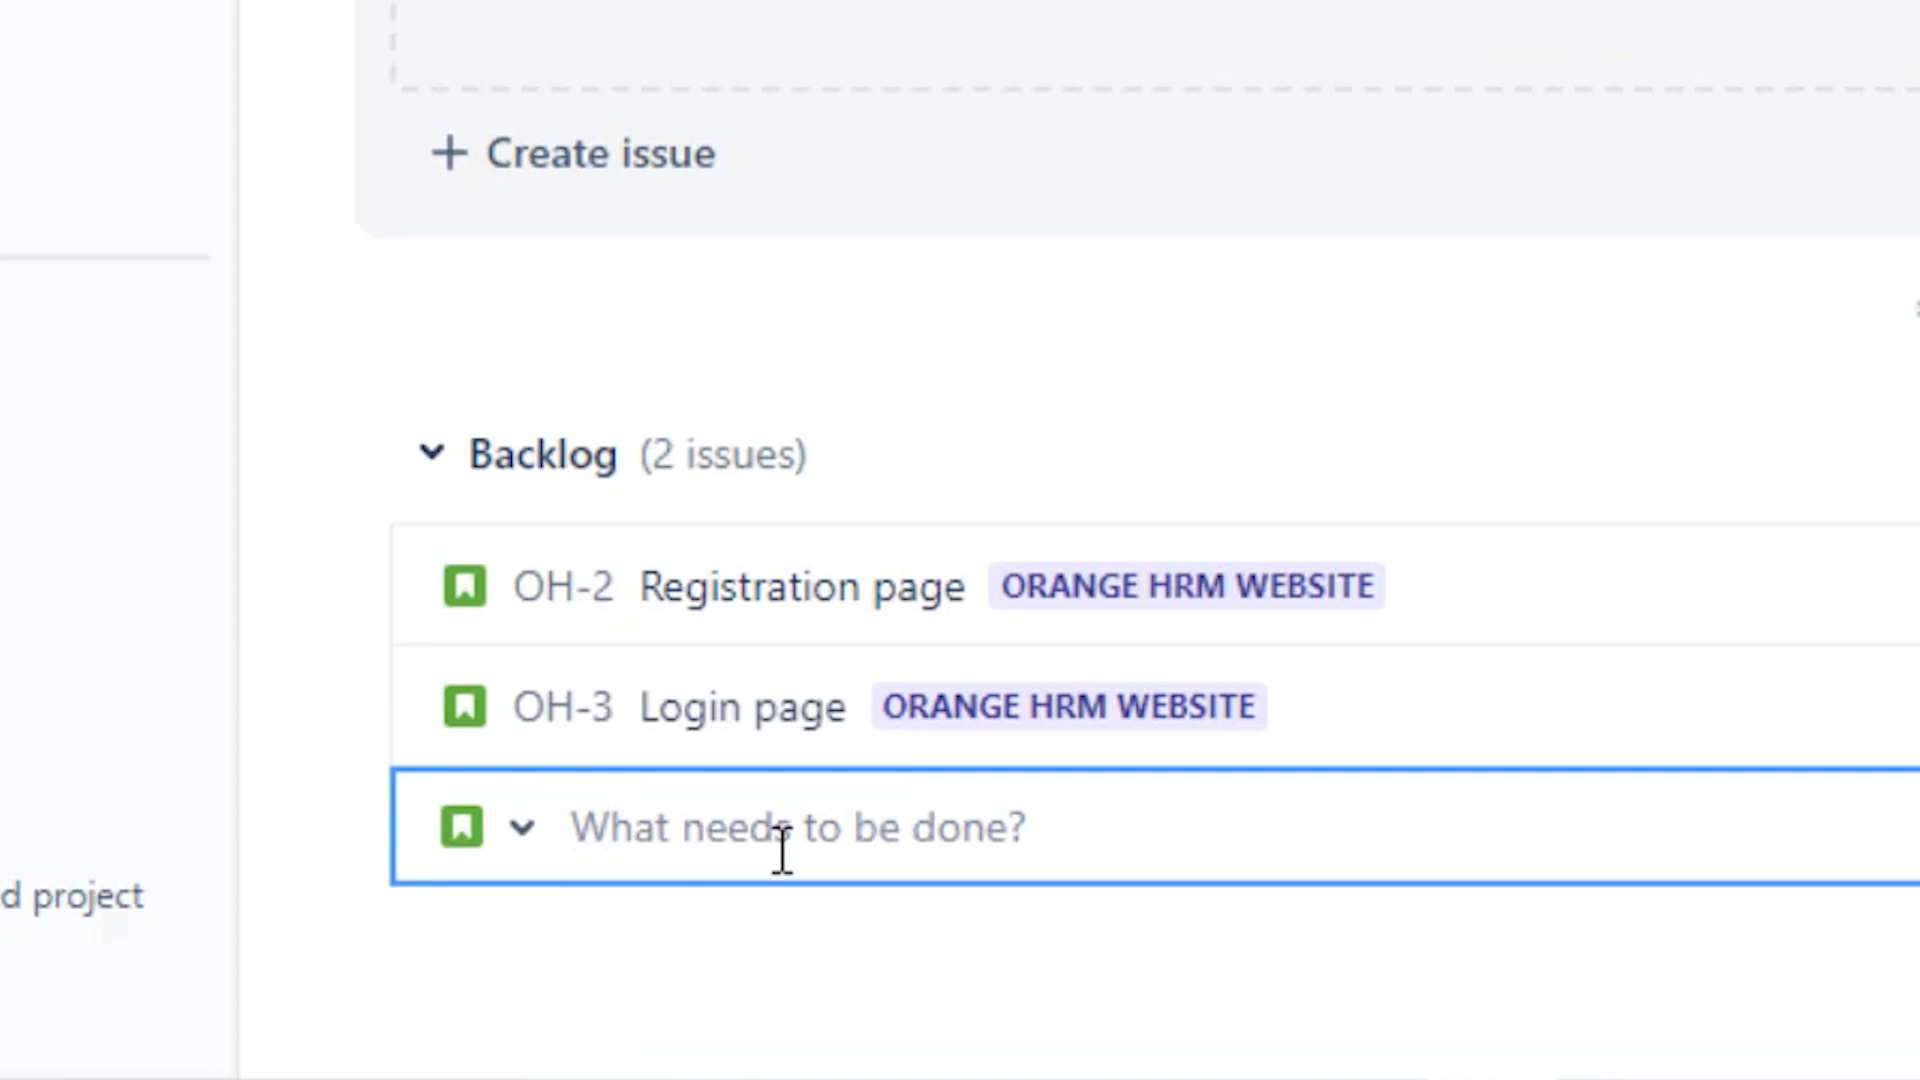 Create issue
Backlog (2 issues)
OH-2 Registration page ORANGE HRM WEBSITE
OH-3 Login page ORANGE HRM WEBSITE
What needs to be done?
d project